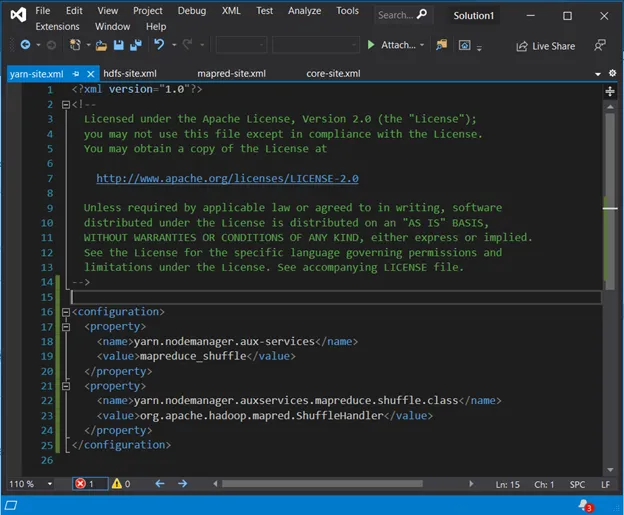 File Edit View Project Debug XML Test Analyze Tools
Search... Solution1
Extensions Window Help
Attach... Live Share
yarn-site.xml hdfs-site.xml mapred-site.xml core-site.xml
1 <?xml version="1.0"?>
2 <!--
3 Licensed under the Apache License, Version 2.0 (the "License");
4 you may not use this file except in compliance with the License.
5 You may obtain a copy of the License at
6
7 http://www.apache.org/licenses/LICENSE-2.0
8
9 Unless required by applicable law or agreed to in writing, software
10 distributed under the License is distributed on an "AS IS" BASIS,
11 WITHOUT WARRANTIES OR CONDITIONS OF ANY KIND, either express or implied.
12 See the License for the specific language governing permissions and
13 limitations under the License. See accompanying LICENSE file.
14 -->
15
16 <configuration>
17 <property>
18 <name>yarn.nodemanager.aux-services</name>
19 <value>mapreduce_shuffle</value>
20 </property>
21 <property>
22 <name>yarn.nodemanager.auxservices.mapreduce.shuffle.class</name>
23 <value>org.apache.hadoop.mapred.ShuffleHandler</value>
24 </property>
25 </configuration>
26
110 % 1 0 Ln: 15 Ch: 1 SPC LF
3